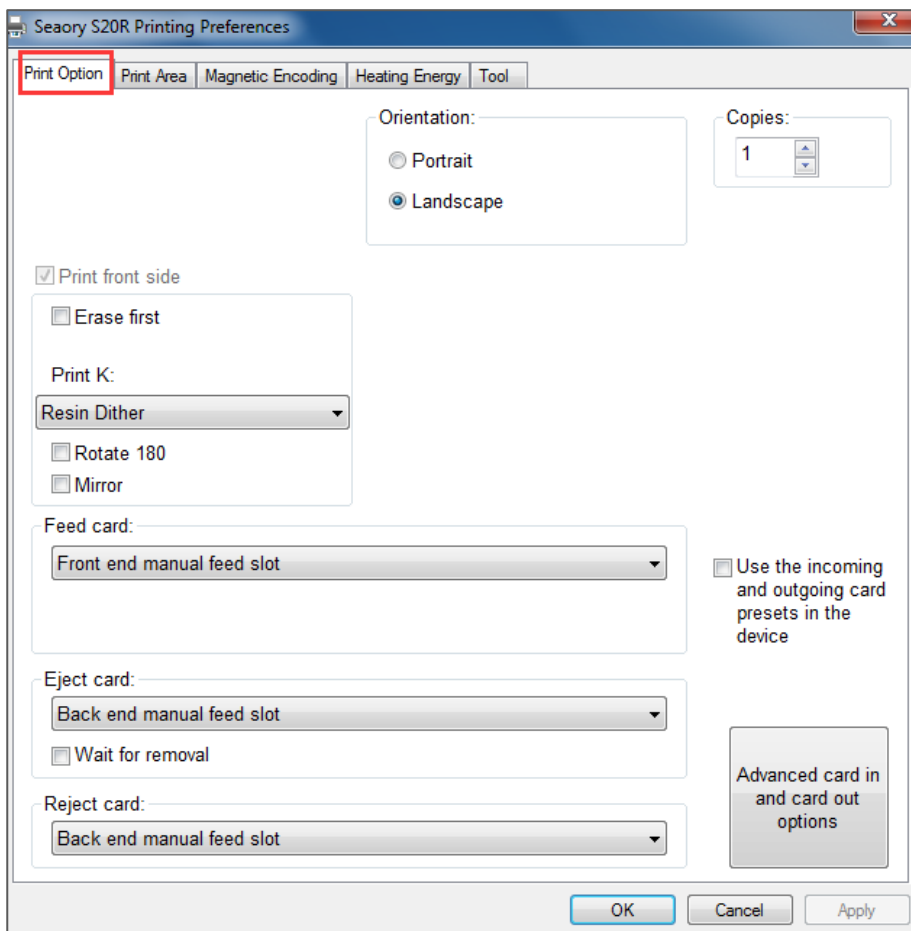 Seaory S20R Printing Preferences
Print Option
Print Area
Magnetic Encoding
Heating Energy
Tool
Orientation:
Portrait
Landscape
Copies:
1
Print front side
Erase first
Print K:
Resin Dither
Rotate 180
Mirror
Feed card:
Front end manual feed slot
Use the incoming
and outgoing card
presets in the
device
Eject card:
Back end manual feed slot
Wait for removal
Reject card:
Back end manual feed slot
Advanced card in
and card out
options
OK
Cancel
Apply